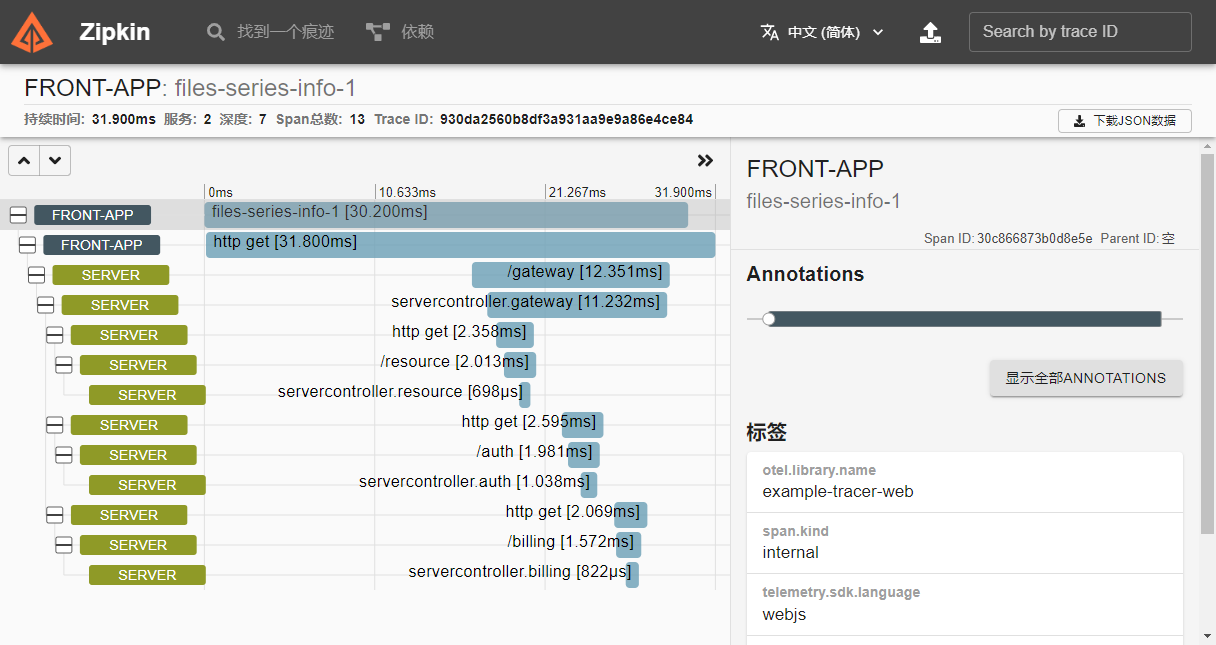 Zipkin 找到一个痕迹 依赖 中文 (简体) Search by trace ID
FRONT-APP: files-series-info-1
持续时间: 31.900ms 服务: 2 深度: 7 Span总数: 13 Trace ID: 930da2560b8df3a931aa9e9a86e4ce84
下载JSON数据
0ms 10.633ms 21.267ms 31.900ms
FRONT-APP files-series-info-1 [30.200ms]
FRONT-APP http get [31.800ms]
SERVER /gateway [12.351ms]
SERVER servercontroller.gateway [11.232ms]
SERVER http get [2.358ms]
SERVER /resource [2.013ms]
SERVER servercontroller.resource [698μs]
SERVER http get [2.595ms]
SERVER /auth [1.981ms]
SERVER servercontroller.auth [1.038ms]
SERVER http get [2.069ms]
SERVER /billing [1.572ms]
SERVER servercontroller.billing [822μs]
FRONT-APP
files-series-info-1
Span ID: 30c866873b0d8e5e Parent ID: 空
Annotations
显示全部ANNOTATIONS
标签
otel.library.name
example-tracer-web
span.kind
internal
telemetry.sdk.language
webjs